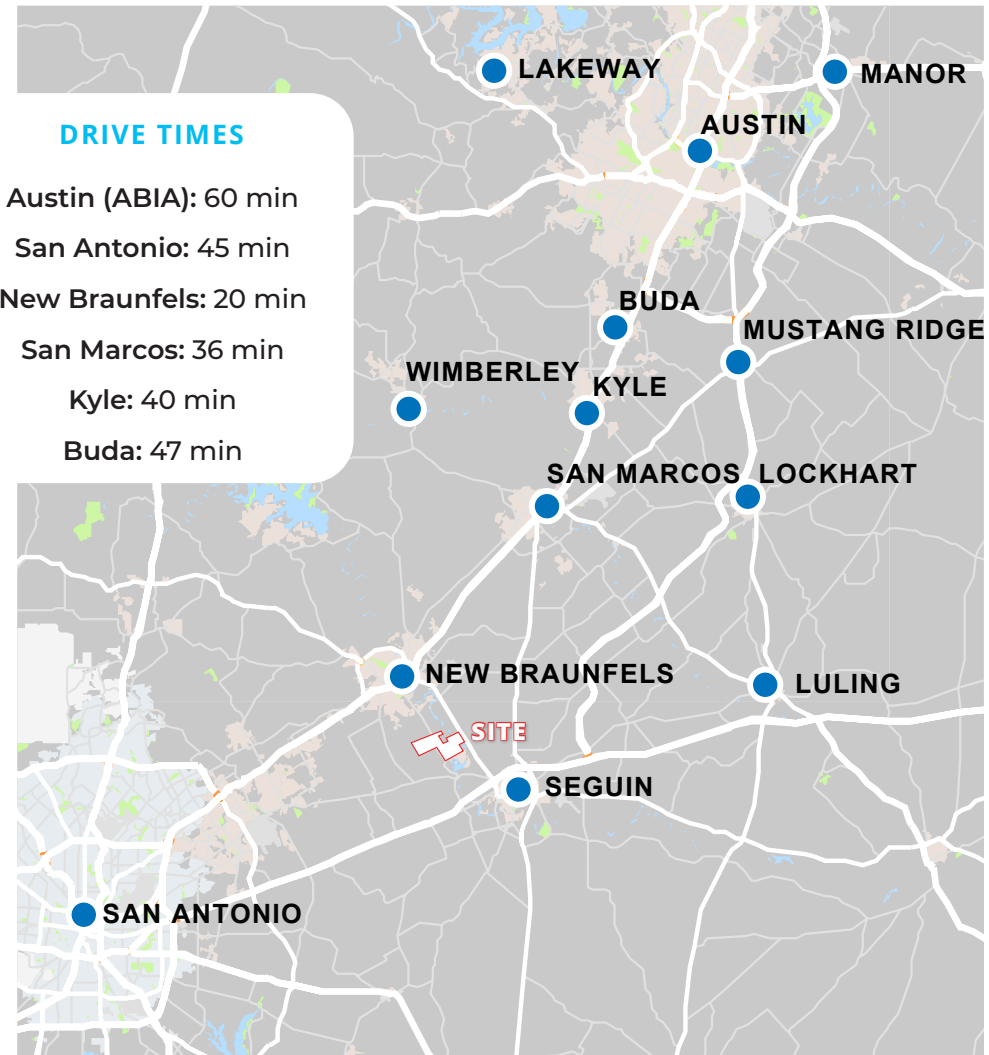 LAKEWAY
MANOR
AUSTIN
DRIVE TIMES
Austin (ABIA): 60 min
San Antonio: 45 min
New Braunfels: 20 min
San Marcos: 36 min
Kyle: 40 min
Buda: 47 min
BUDA
MUSTANG RIDGE
WIMBERLEY
KYLE
SAN MARCOS
LOCKHART
NEW BRAUNFELS
LULING
SITE
SEGUIN
SAN ANTONIO